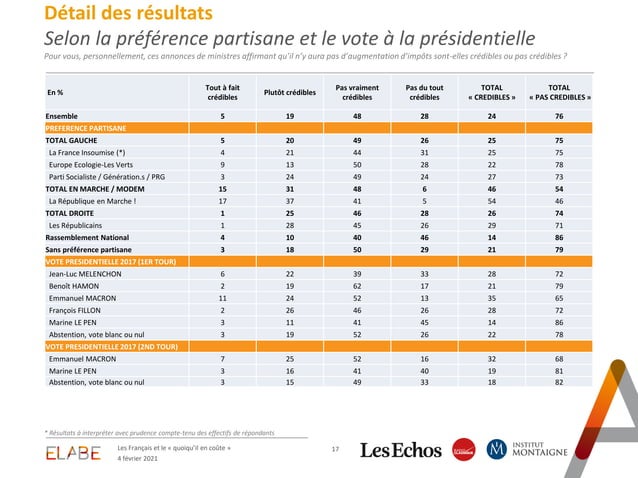 Détail des résultats
Selon la préférence partisane et le vote à la présidentielle
Pour vous, personnellement, ces annonces de ministres affirmant qu'il n'y aura pas d'augmentation d'impôts sont-elles crédibles ou pas crédibles ?
En % Tout à fait crédibles Plutôt crédibles Pas vraiment crédibles Pas du tout crédibles TOTAL « CREDIBLES » TOTAL « PAS CREDIBLES »
Ensemble 5 19 48 28 24 76
PREFERENCE PARTISANE
TOTAL GAUCHE 5 20 49 26 25 75
La France Insoumise (*) 4 21 44 31 25 75
Europe Ecologie-Les Verts 9 13 50 28 22 78
Parti Socialiste / Génération.s / PRG 3 24 49 24 27 73
TOTAL EN MARCHE / MODEM 15 31 48 6 46 54
La République en Marche ! 17 37 41 5 54 46
TOTAL DROITE 1 25 46 28 26 74
Les Républicains 1 28 45 26 29 71
Rassemblement National 4 10 40 46 14 86
Sans préférence partisane 3 18 50 29 21 79
VOTE PRESIDENTIELLE 2017 (1ER TOUR)
Jean-Luc MELENCHON 6 22 39 33 28 72
Benoît HAMON 2 19 62 17 21 79
Emmanuel MACRON 11 24 52 13 35 65
François FILLON 2 26 46 26 28 72
Marine LE PEN 3 11 41 45 14 86
Abstention, vote blanc ou nul 3 19 52 26 22 78
VOTE PRESIDENTIELLE 2017 (2ND TOUR)
Emmanuel MACRON 7 25 52 16 32 68
Marine LE PEN 3 16 41 40 19 81
Abstention, vote blanc ou nul 3 15 49 33 18 82
* Résultats à interpréter avec prudence compte-tenu des effectifs de répondants
ELABE
Les Français et le « quoiqu'il en coûte »
4 février 2021
17
Les Echos
INSTITUT
MONTAIGNE